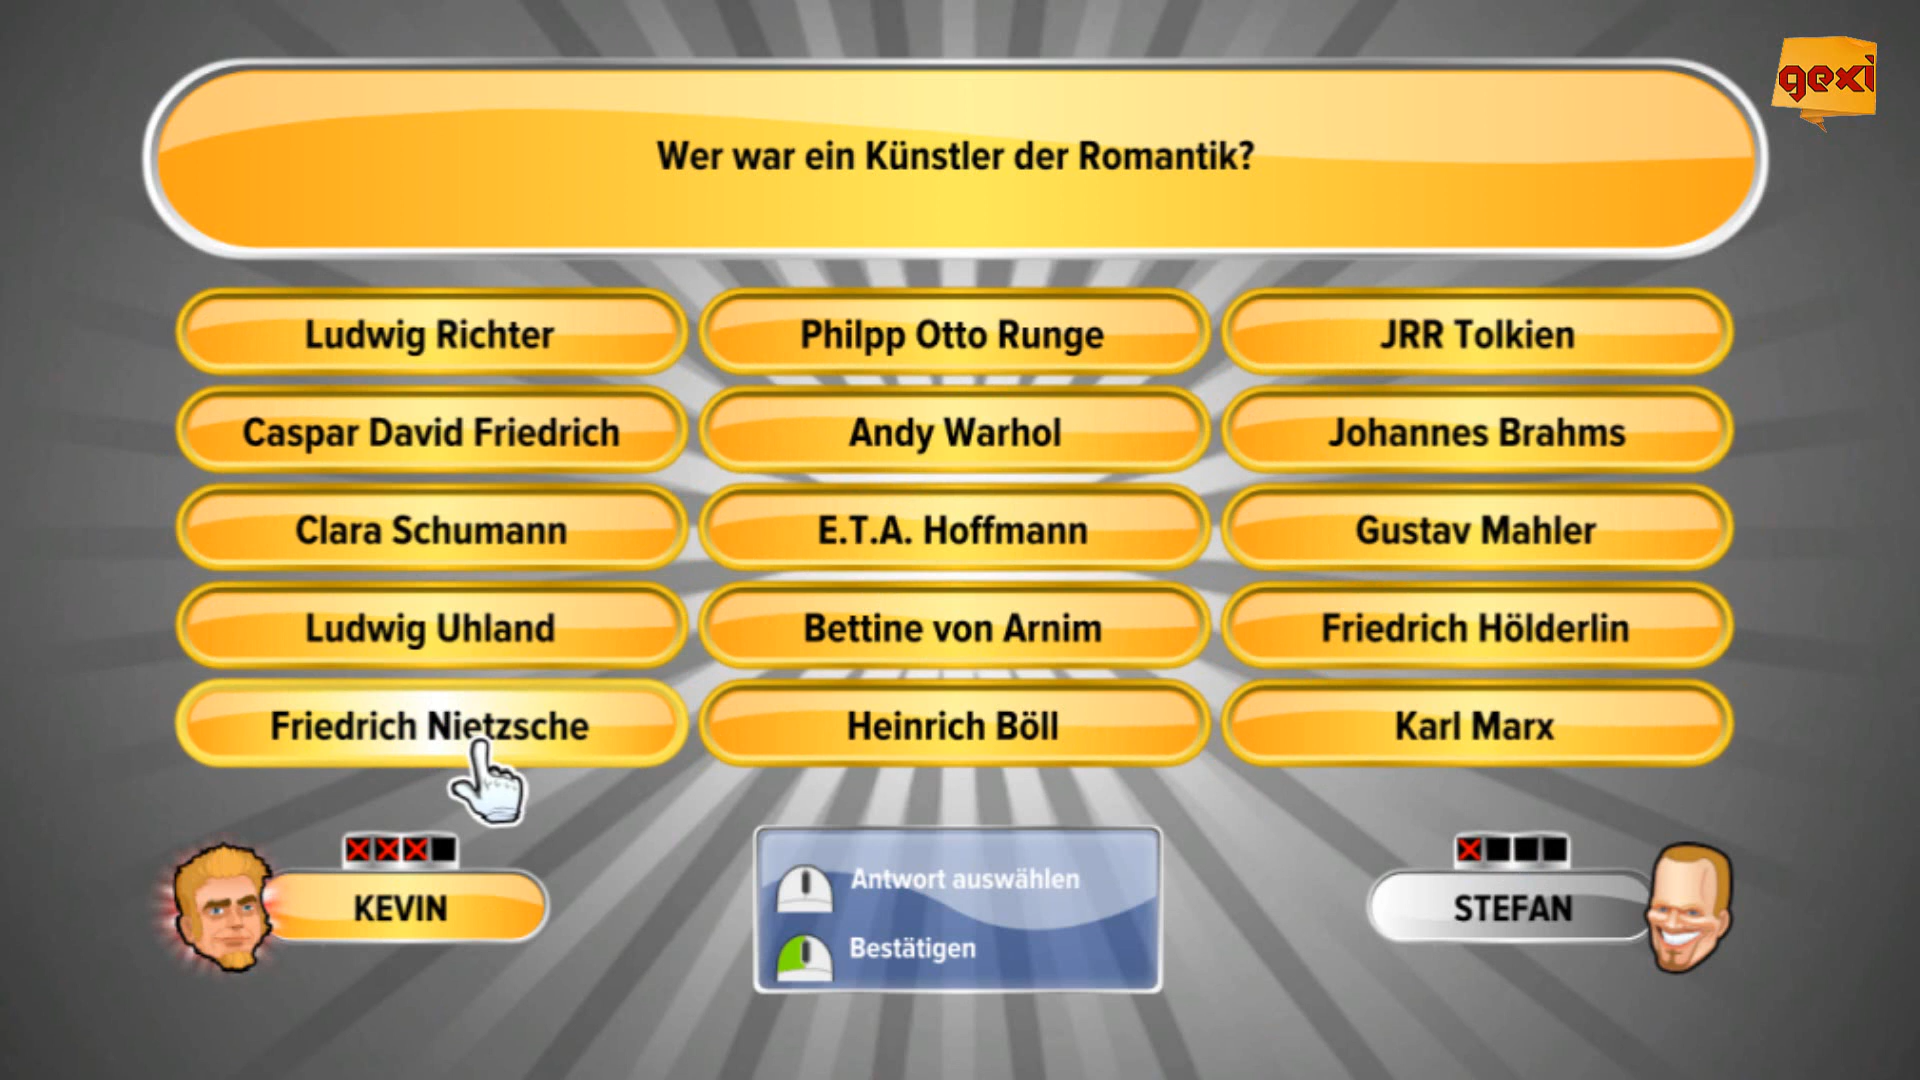 gexi
Wer war ein Künstler der Romantik?
Ludwig Richter
Philpp Otto Runge
JRR Tolkien
Caspar David Friedrich
Andy Warhol
Johannes Brahms
Clara Schumann
E.T.A. Hoffmann
Gustav Mahler
Ludwig Uhland
Bettine von Arnim
Friedrich Hölderlin
Friedrich Nietzsche
Heinrich Böll
Karl Marx
KEVIN
Antwort auswählen
Bestätigen
STEFAN